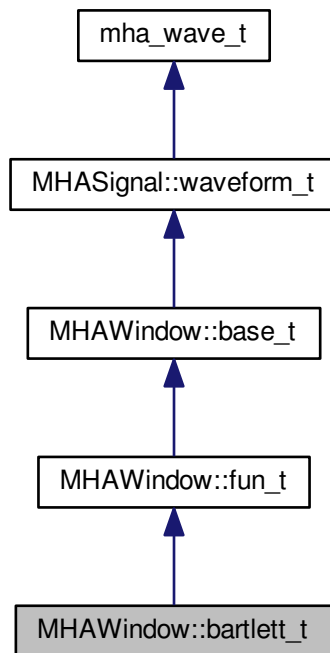 mha_wave_t
MHASignal::waveform_t
MHAWindow::base_t
MHAWindow::fun_t
MHAWindow::bartlett_t